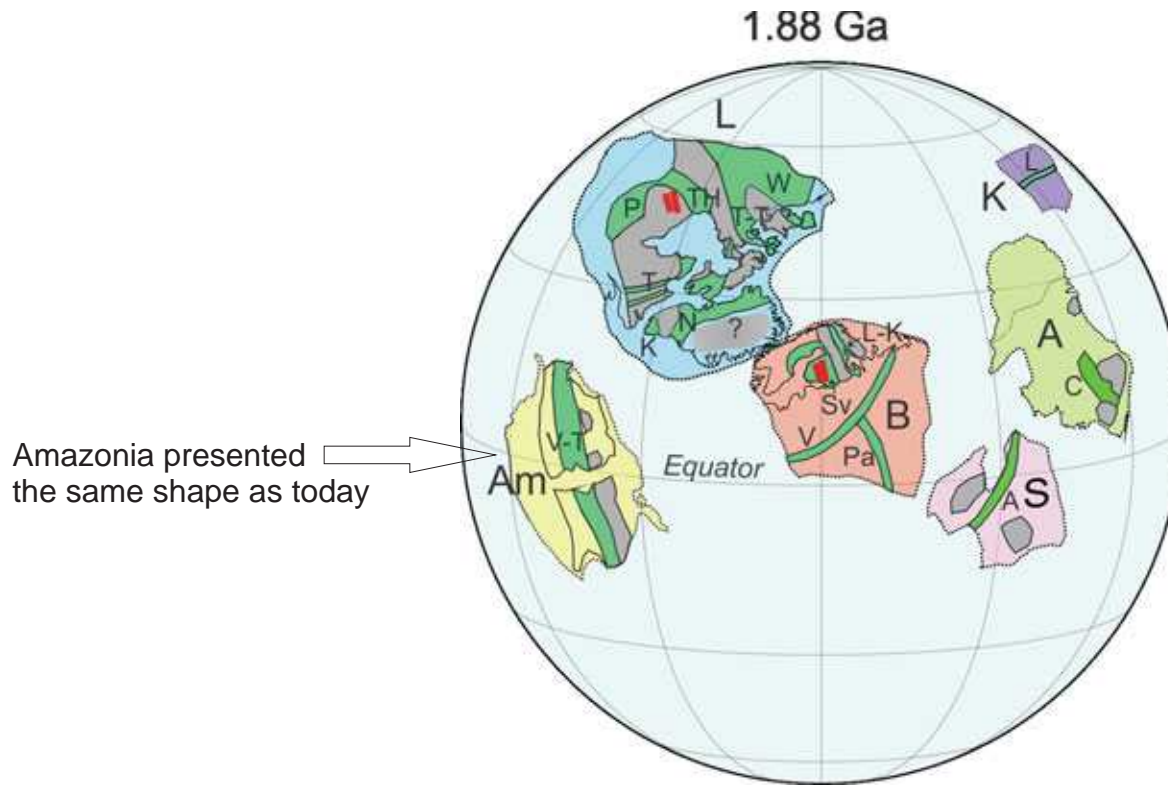 1.88 Ga
L
W
P
TH
T-T
T
N
K
?
L
K
L-K
A
C
Sv
B
V
Pa
Equator
V-T
Am
A
S
Amazonia presented
the same shape as today